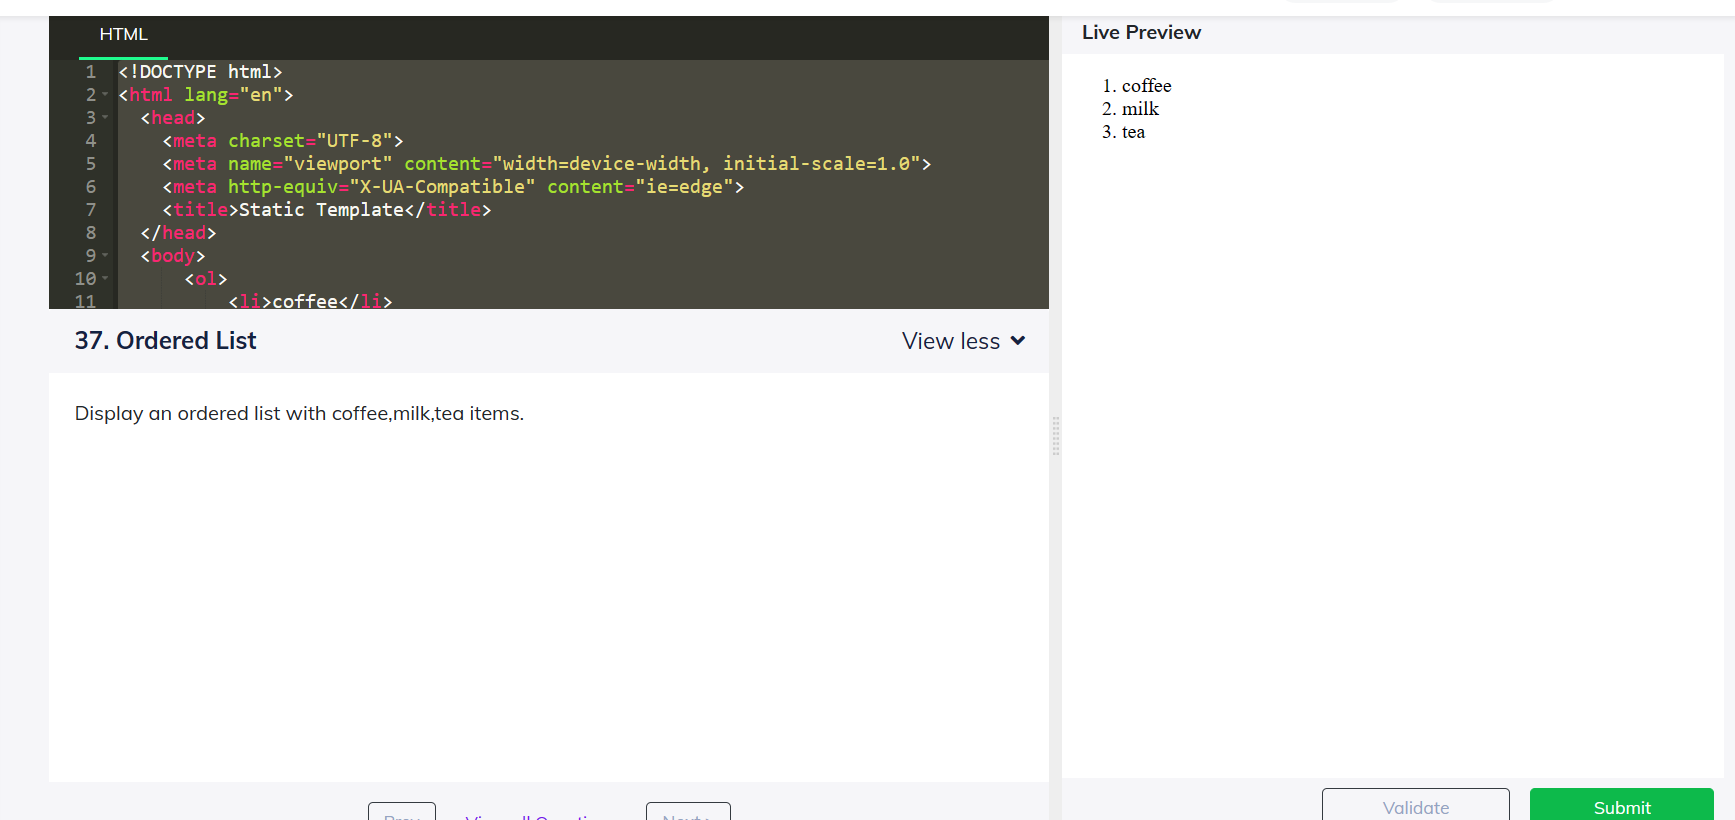 HTML
1 <!DOCTYPE html>
2 <html lang="en">
3 <head>
4 <meta charset="UTF-8">
5 <meta name="viewport" content="width=device-width, initial-scale=1.0">
6 <meta http-equiv="X-UA-Compatible" content="ie=edge">
7 <title>Static Template</title>
8 </head>
9 <body>
10 <ol>
11 <li>coffee</li>
37. Ordered List
View less
Display an ordered list with coffee,milk,tea items.
Live Preview
1. coffee
2. milk
3. tea
Validate
Submit